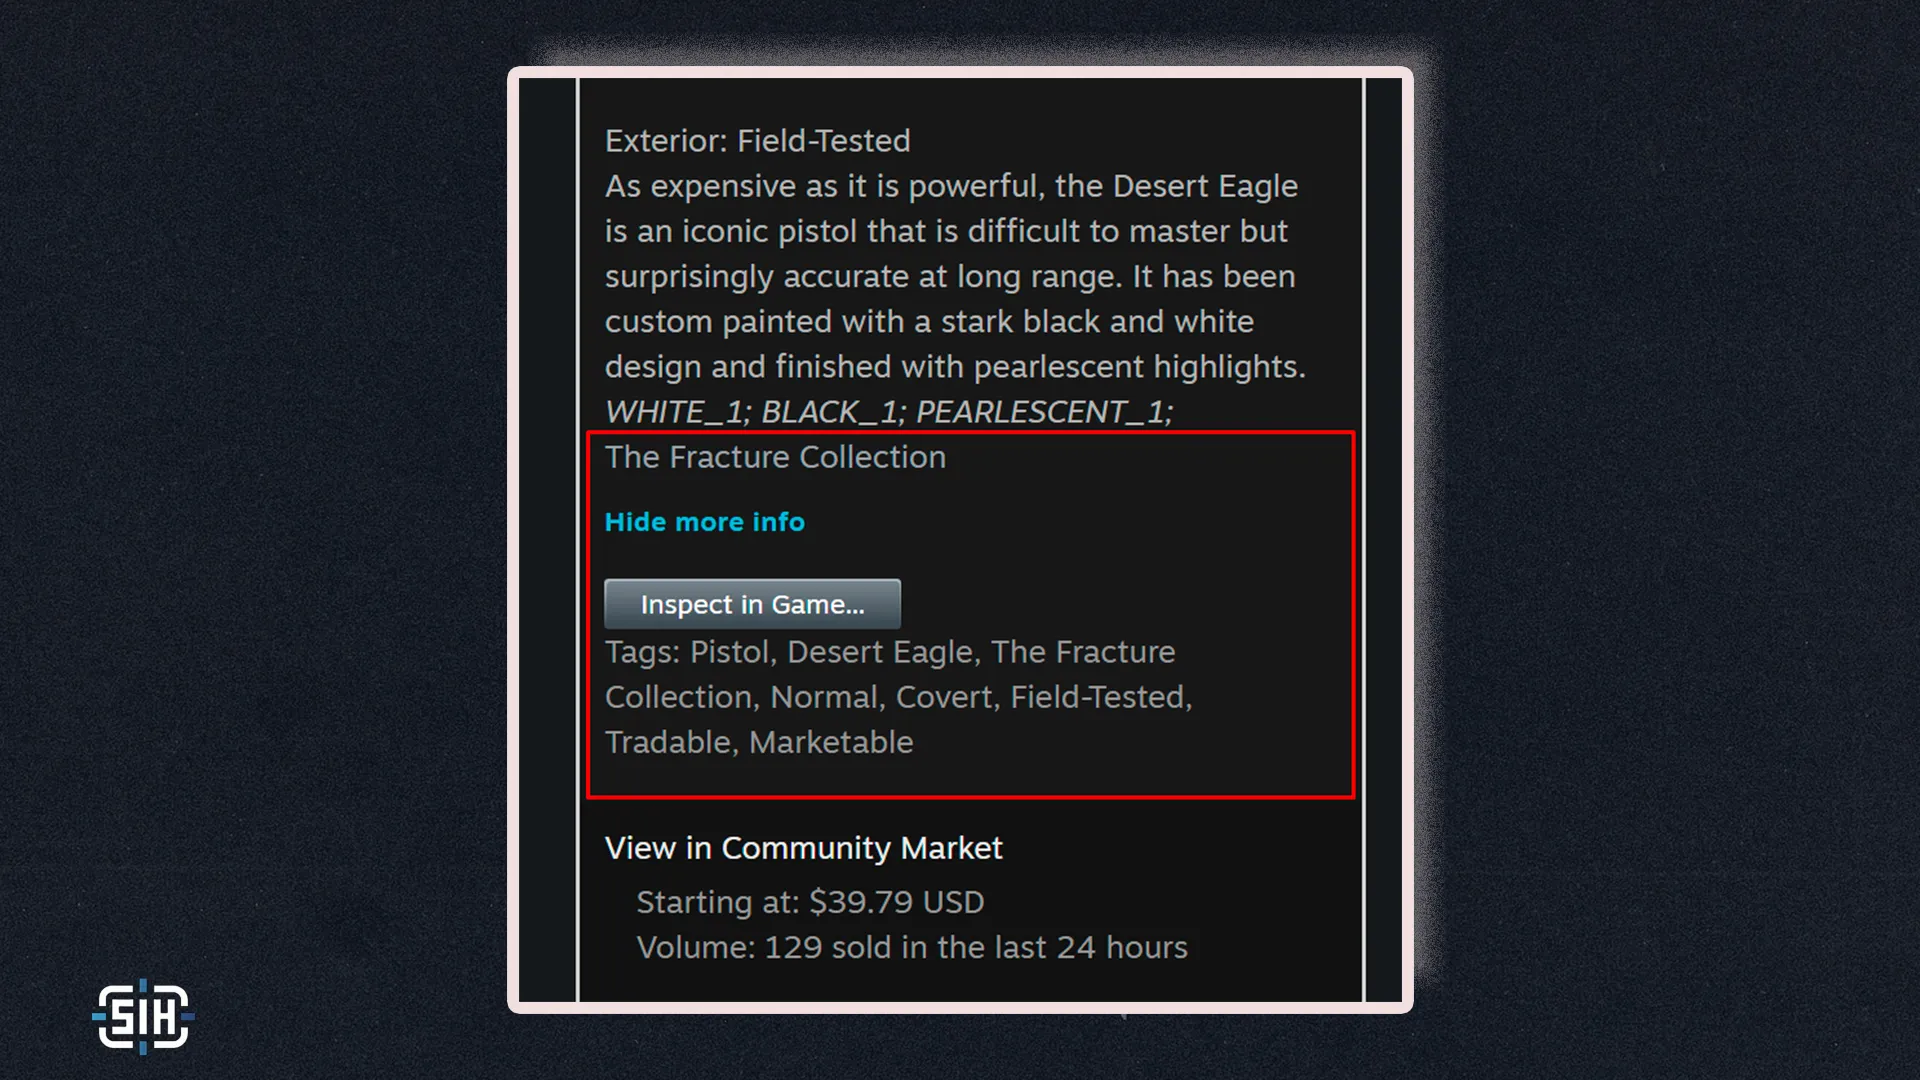 Exterior: Field-Tested
As expensive as it is powerful, the Desert Eagle
is an iconic pistol that is difficult to master but
surprisingly accurate at long range. It has been
custom painted with a stark black and white
design and finished with pearlescent highlights.
WHITE_1; BLACK_1; PEARLESCENT_1;
The Fracture Collection
Hide more info
Inspect in Game...
Tags: Pistol, Desert Eagle, The Fracture
Collection, Normal, Covert, Field-Tested,
Tradable, Marketable
View in Community Market
Starting at: $39.79 USD
Volume: 129 sold in the last 24 hours
SIH